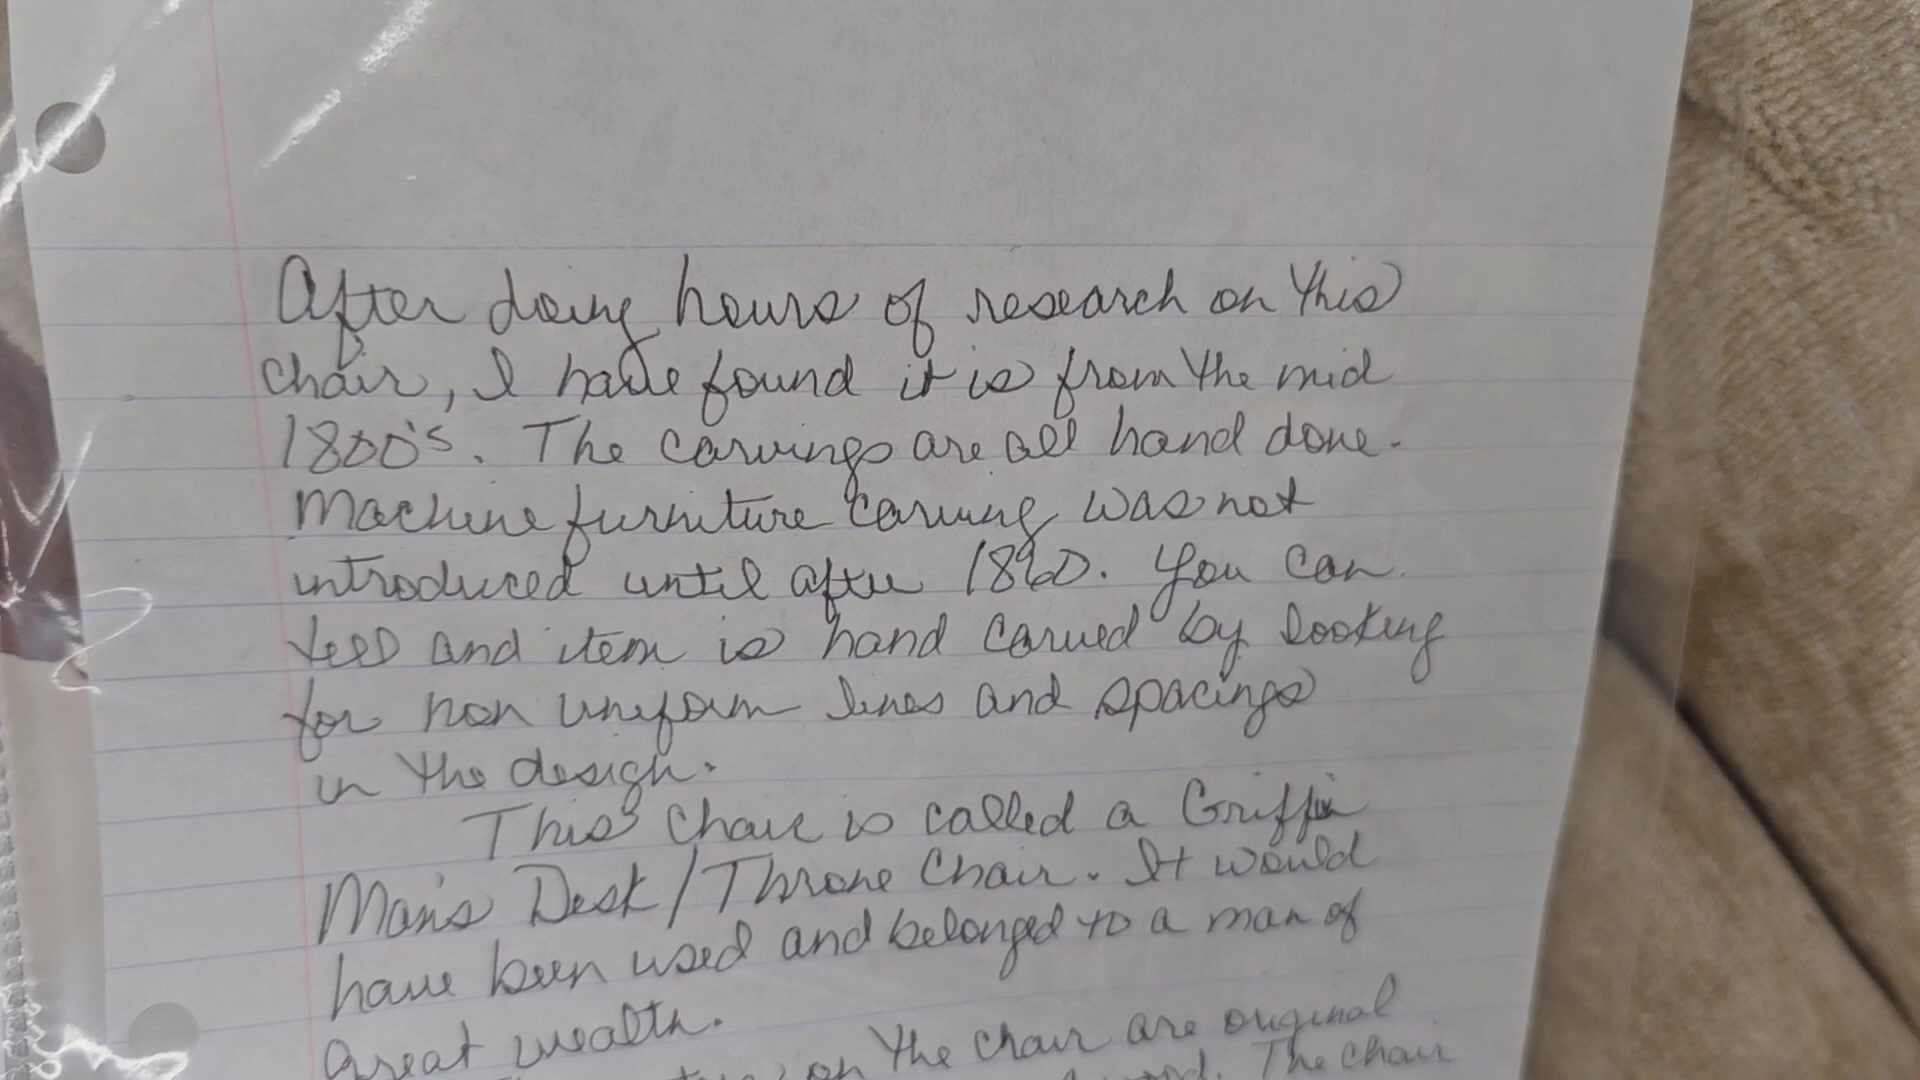 After doing hours of research on this
chair, I have found it is from the mid
1800's. The carvings are all hand done.
Machine furniture carving was not
introduced until after 1860. You can
tell and item is hand carved by looking
for non uniform lines and spacings
in the design.
This chair is called a Griffin
Man's Desk/Throne Chair. It would
have been used and belonged to a man of
Great wealth.
on the chair are original
The chair